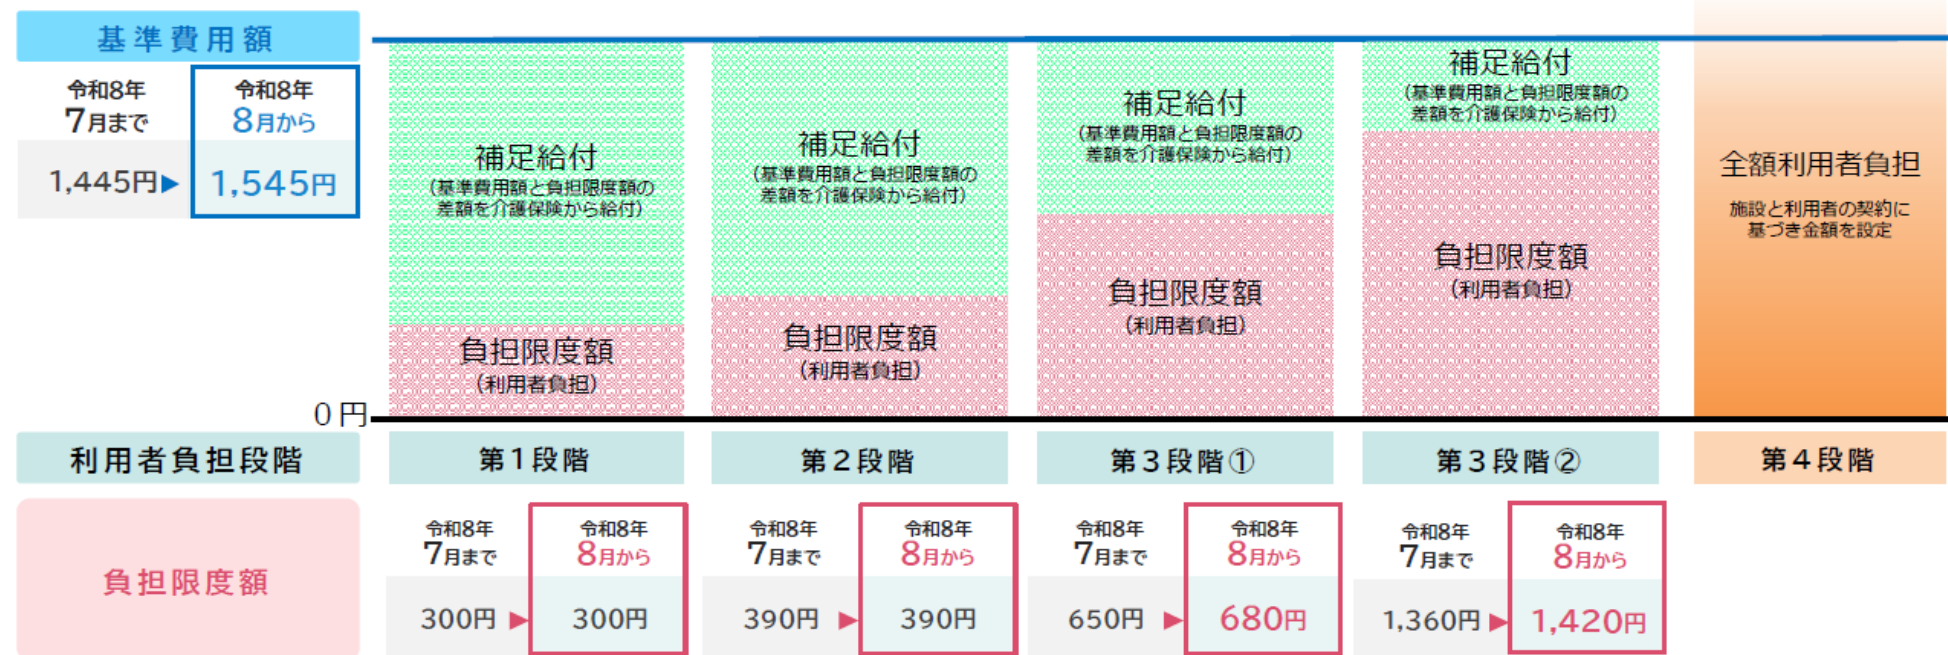 基準費用額
令和8年
7月まで
令和8年
8月から
1,445円▶
1,545円
補足給付
(基準費用額と負担限度額の
差額を介護保険から給付)
負担限度額
(利用者負担)
補足給付
(基準費用額と負担限度額の
差額を介護保険から給付)
負担限度額
(利用者負担)
補足給付
(基準費用額と負担限度額の
差額を介護保険から給付)
負担限度額
(利用者負担)
補足給付
(基準費用額と負担限度額の
差額を介護保険から給付)
負担限度額
(利用者負担)
全額利用者負担
施設と利用者の契約に
基づき金額を設定
0円
利用者負担段階
第1段階
第2段階
第3段階①
第3段階②
第4段階
負担限度額
令和8年
7月まで
令和8年
8月から
300円▶
300円
令和8年
7月まで
令和8年
8月から
390円▶
390円
令和8年
7月まで
令和8年
8月から
650円▶
680円
令和8年
7月まで
令和8年
8月から
1,360円▶
1,420円